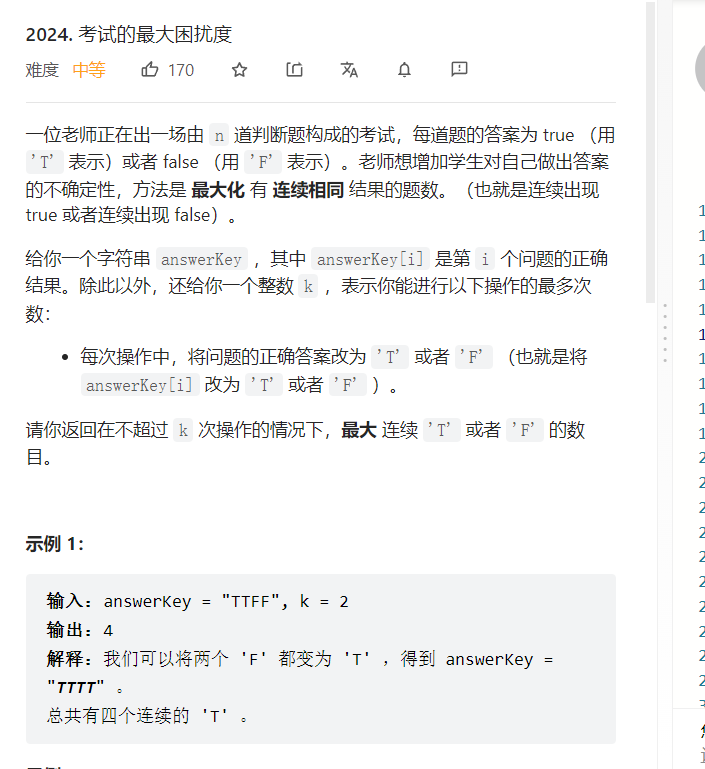 2024. 考试的最大困扰度
难度 中等 170
一位老师正在出一场由 n 道判断题构成的考试，每道题的答案为 true （用
'T' 表示）或者 false （用 'F' 表示）。老师想增加学生对自己做出答案
的不确定性，方法是 最大化 有 连续相同 结果的题数。（也就是连续出现
true 或者连续出现 false）。
给你一个字符串 answerKey ，其中 answerKey[i] 是第 i 个问题的正确
结果。除此以外，还给你一个整数 k ，表示你能进行以下操作的最多次
数：
• 每次操作中，将问题的正确答案改为 'T' 或者 'F' （也就是将
answerKey[i] 改为 'T' 或者 'F' ）。
请你返回在不超过 k 次操作的情况下，最大 连续 'T' 或者 'F' 的数
目。
示例 1：
输入：answerKey = "TTFF", k = 2
输出：4
解释：我们可以将两个 'F' 都变为 'T' ，得到 answerKey =
"TTTT" 。
总共有四个连续的 'T' 。